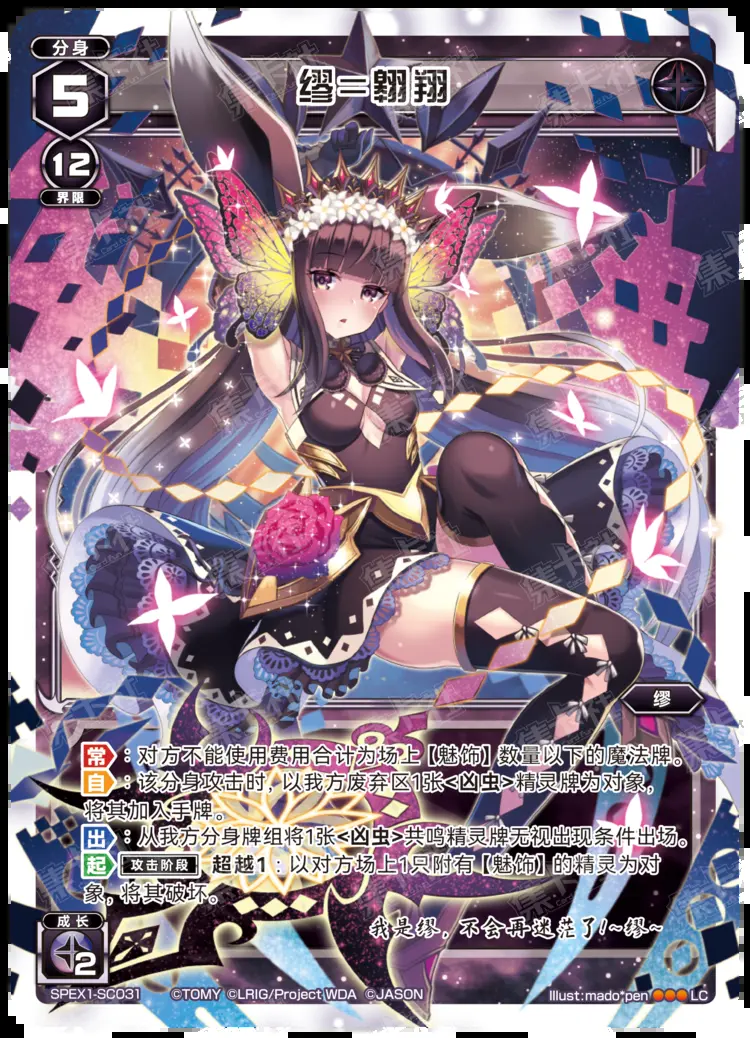 分身
5
缪=翱翔
12
界限
缪
常：对方不能使用费用合计为场上【魅饰】数量以下的魔法牌。
自：该分身攻击时，以我方废弃区1张<凶虫>精灵牌为对象，
将其加入手牌。
出：从我方分身牌组将1张<凶虫>共鸣精灵牌无视出现条件出场。
起 攻击阶段 超越1：以对方场上1只附有【魅饰】的精灵为对
象，将其破坏。
我是缪，不会再迷茫了！~缪~
成长
2
SPEX1-SC031 ©TOMY ©LRIG/Project WDA ©JASON Illust:mado*pen LC
集卡社